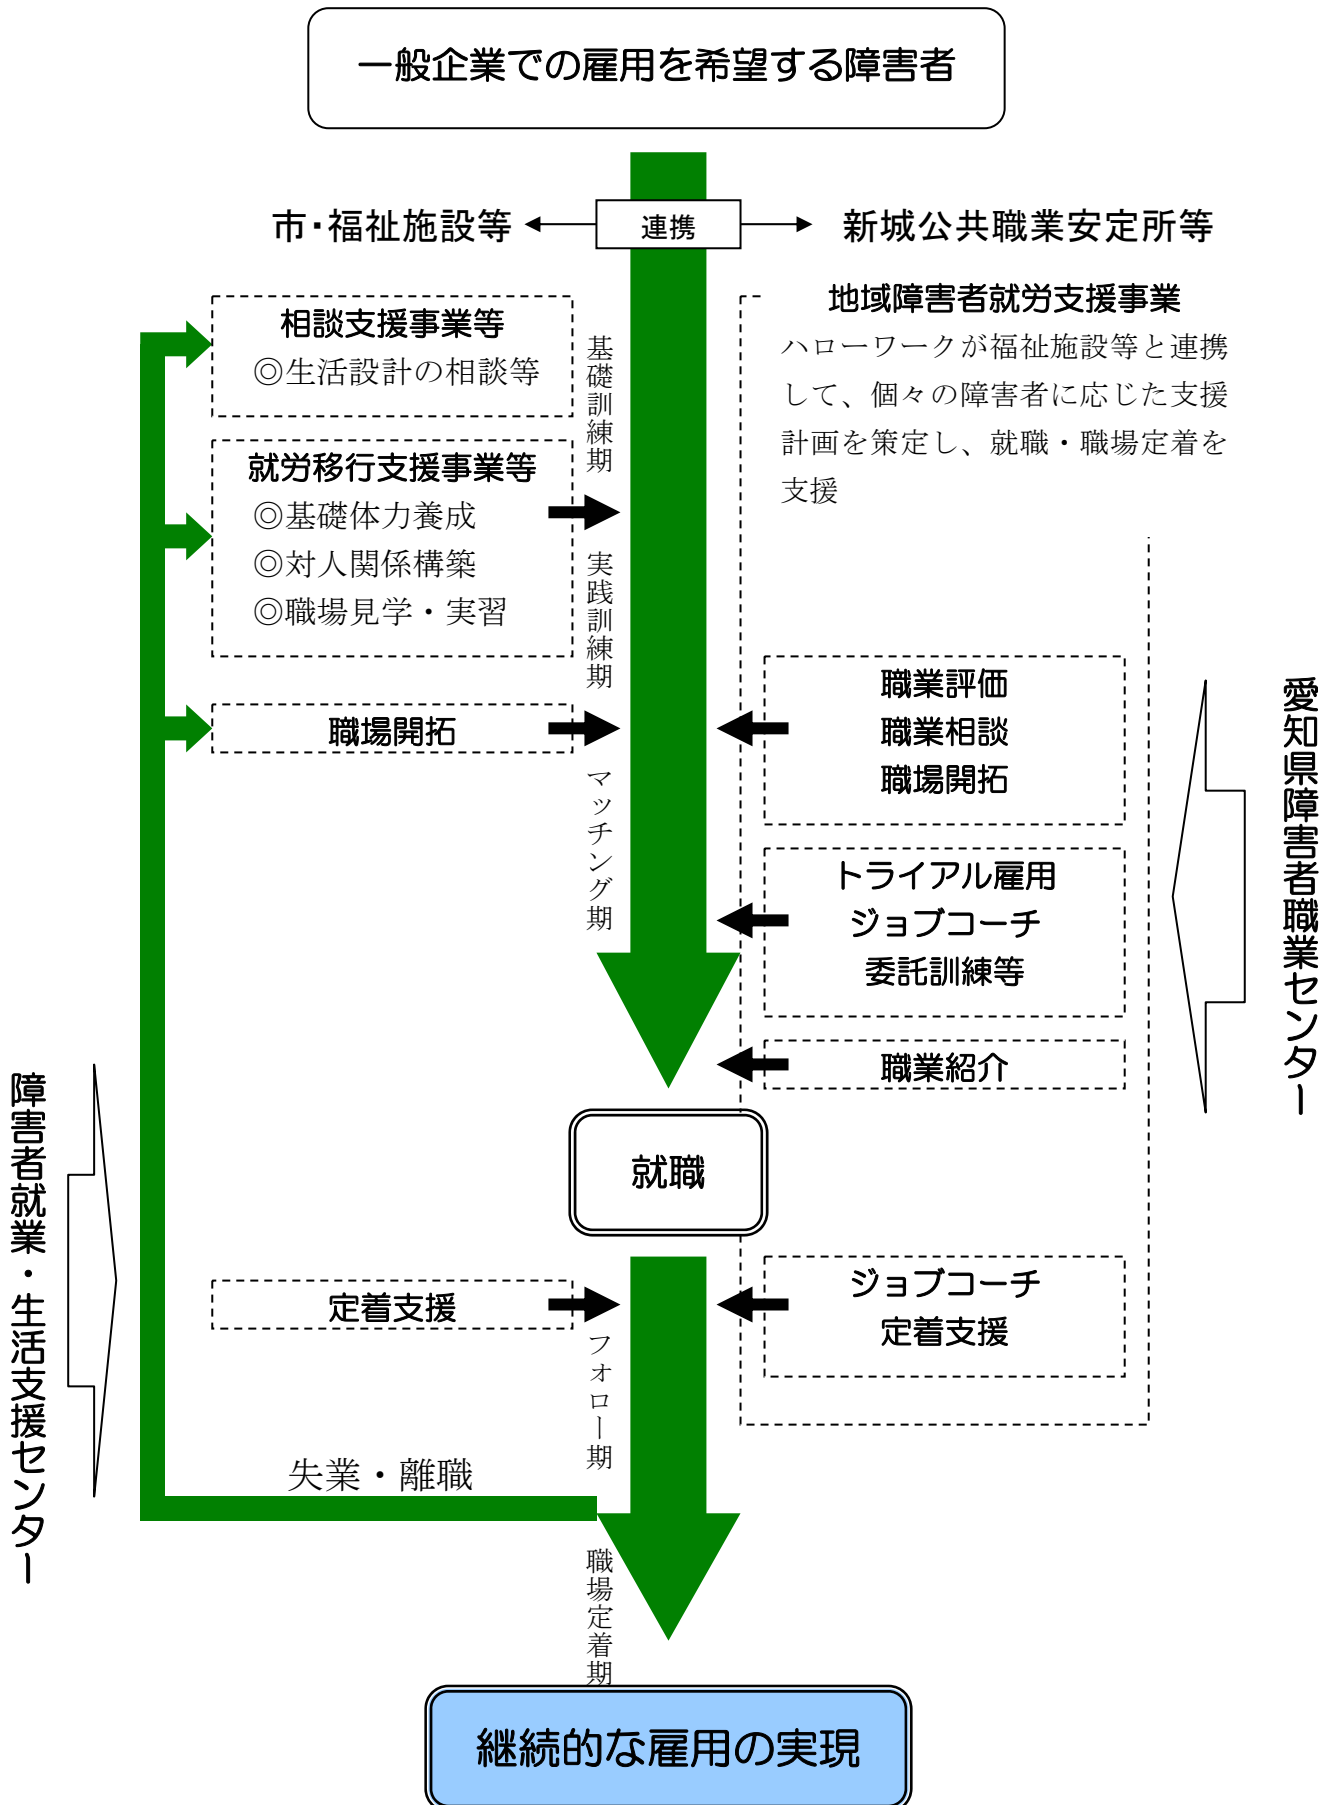 一般企業での雇用を希望する障害者
市・福祉施設等
連携
新城公共職業安定所等
相談支援事業等
◎生活設計の相談等
就労移行支援事業等
◎基礎体力養成
◎対人関係構築
◎職場見学・実習
職場開拓
基礎訓練期
実践訓練期
マッチング期
地域障害者就労支援事業
ハローワークが福祉施設等と連携
して、個々の障害者に応じた支援
計画を策定し、就職・職場定着を
支援
職業評価
職業相談
職場開拓
トライアル雇用
ジョブコーチ
委託訓練等
職業紹介
愛知県障害者職業センター
就職
障害者就業・生活支援センター
定着支援
フォロー期
ジョブコーチ
定着支援
失業・離職
職場定着期
継続的な雇用の実現